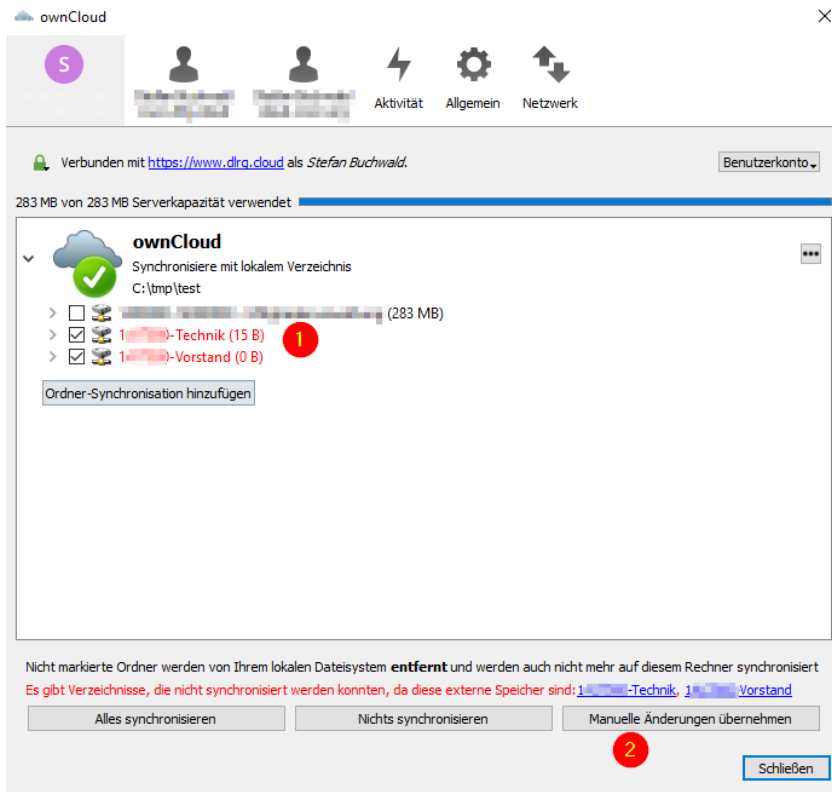 ownCloud
S
Aktivität Allgemein Netzwerk
Verbunden mit https://www.dlrg.cloud als Stefan Buchwald.
Benutzerkonto
283 MB von 283 MB Serverkapazität verwendet
ownCloud
Synchronisiere mit lokalem Verzeichnis
C:\tmp\test
(283 MB)
1 -Technik (15 B)
1
1 -Vorstand (0 B)
Ordner-Synchronisation hinzufügen
Nicht markierte Ordner werden von Ihrem lokalen Dateisystem entfernt und werden auch nicht mehr auf diesem Rechner synchronisiert
Es gibt Verzeichnisse, die nicht synchronisiert werden konnten, da diese externe Speicher sind: 1 -Technik, 1 Vorstand
Alles synchronisieren Nichts synchronisieren Manuelle Änderungen übernehmen
2
Schließen